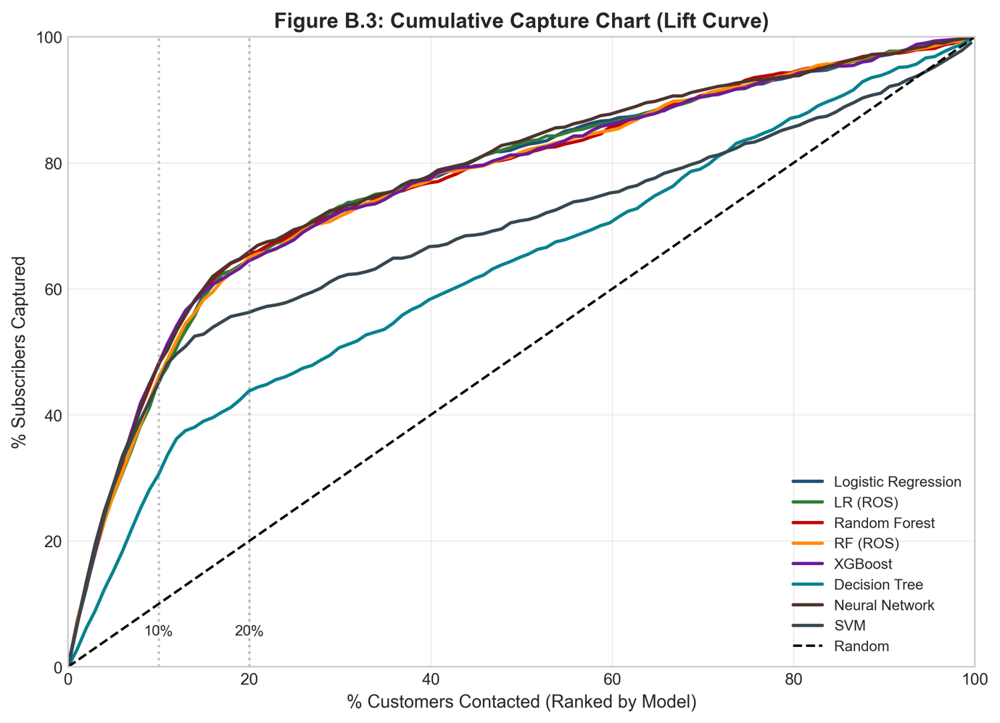 Figure B.3: Cumulative Capture Chart (Lift Curve)
100
80
60
40
20
0
% Subscribers Captured
10%
20%
Logistic Regression
LR (ROS)
Random Forest
RF (ROS)
XGBoost
Decision Tree
Neural Network
SVM
Random
0
20
40
60
80
100
% Customers Contacted (Ranked by Model)